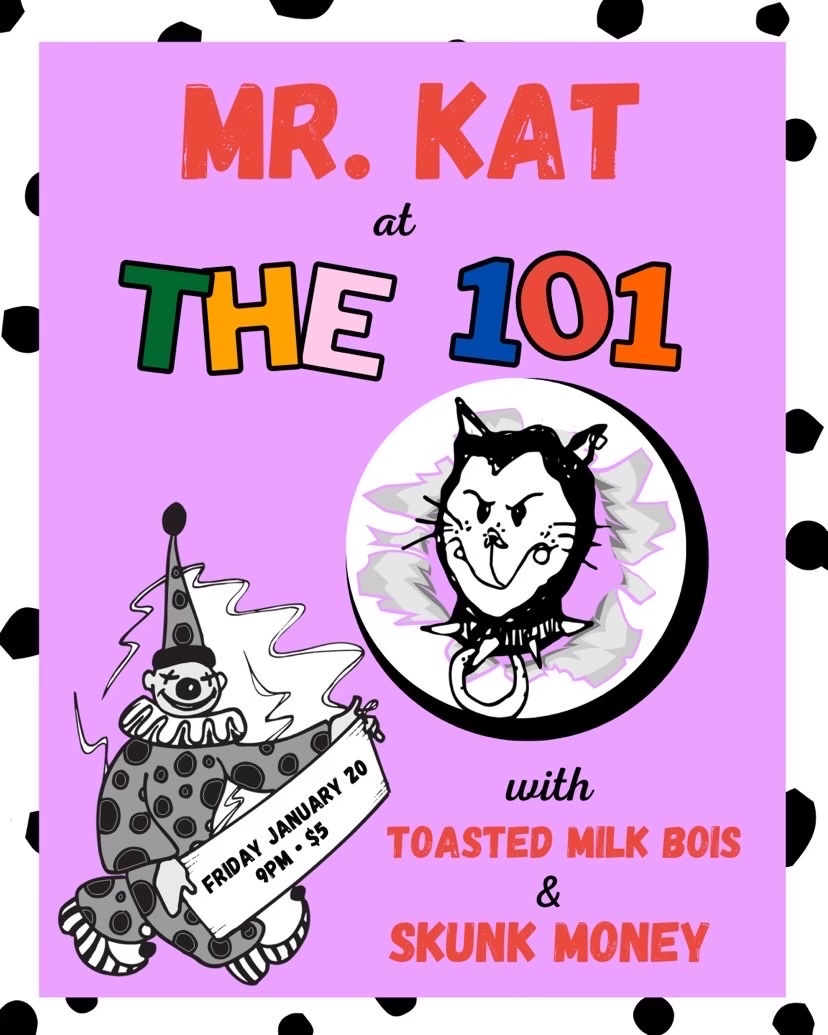 MR. KAT
at
THE 101
FRIDAY JANUARY 20
9PM • $5
with
TOASTED MILK BOIS
&
SKUNK MONEY